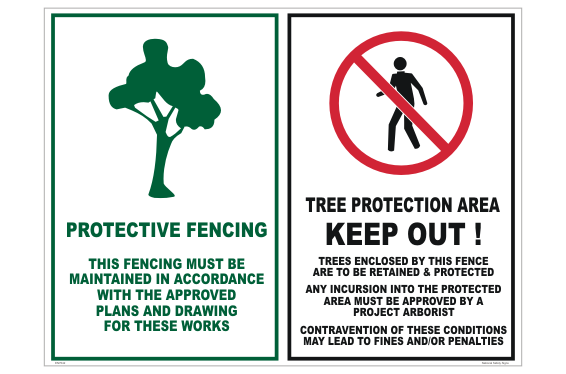 PROTECTIVE FENCING
THIS FENCING MUST BE
MAINTAINED IN ACCORDANCE
WITH THE APPROVED
PLANS AND DRAWING
FOR THESE WORKS
TREE PROTECTION AREA
KEEP OUT !
TREES ENCLOSED BY THIS FENCE
ARE TO BE RETAINED & PROTECTED
ANY INCURSION INTO THE PROTECTED
AREA MUST BE APPROVED BY A
PROJECT ARBORIST
CONTRAVENTION OF THESE CONDITIONS
MAY LEAD TO FINES AND/OR PENALTIES